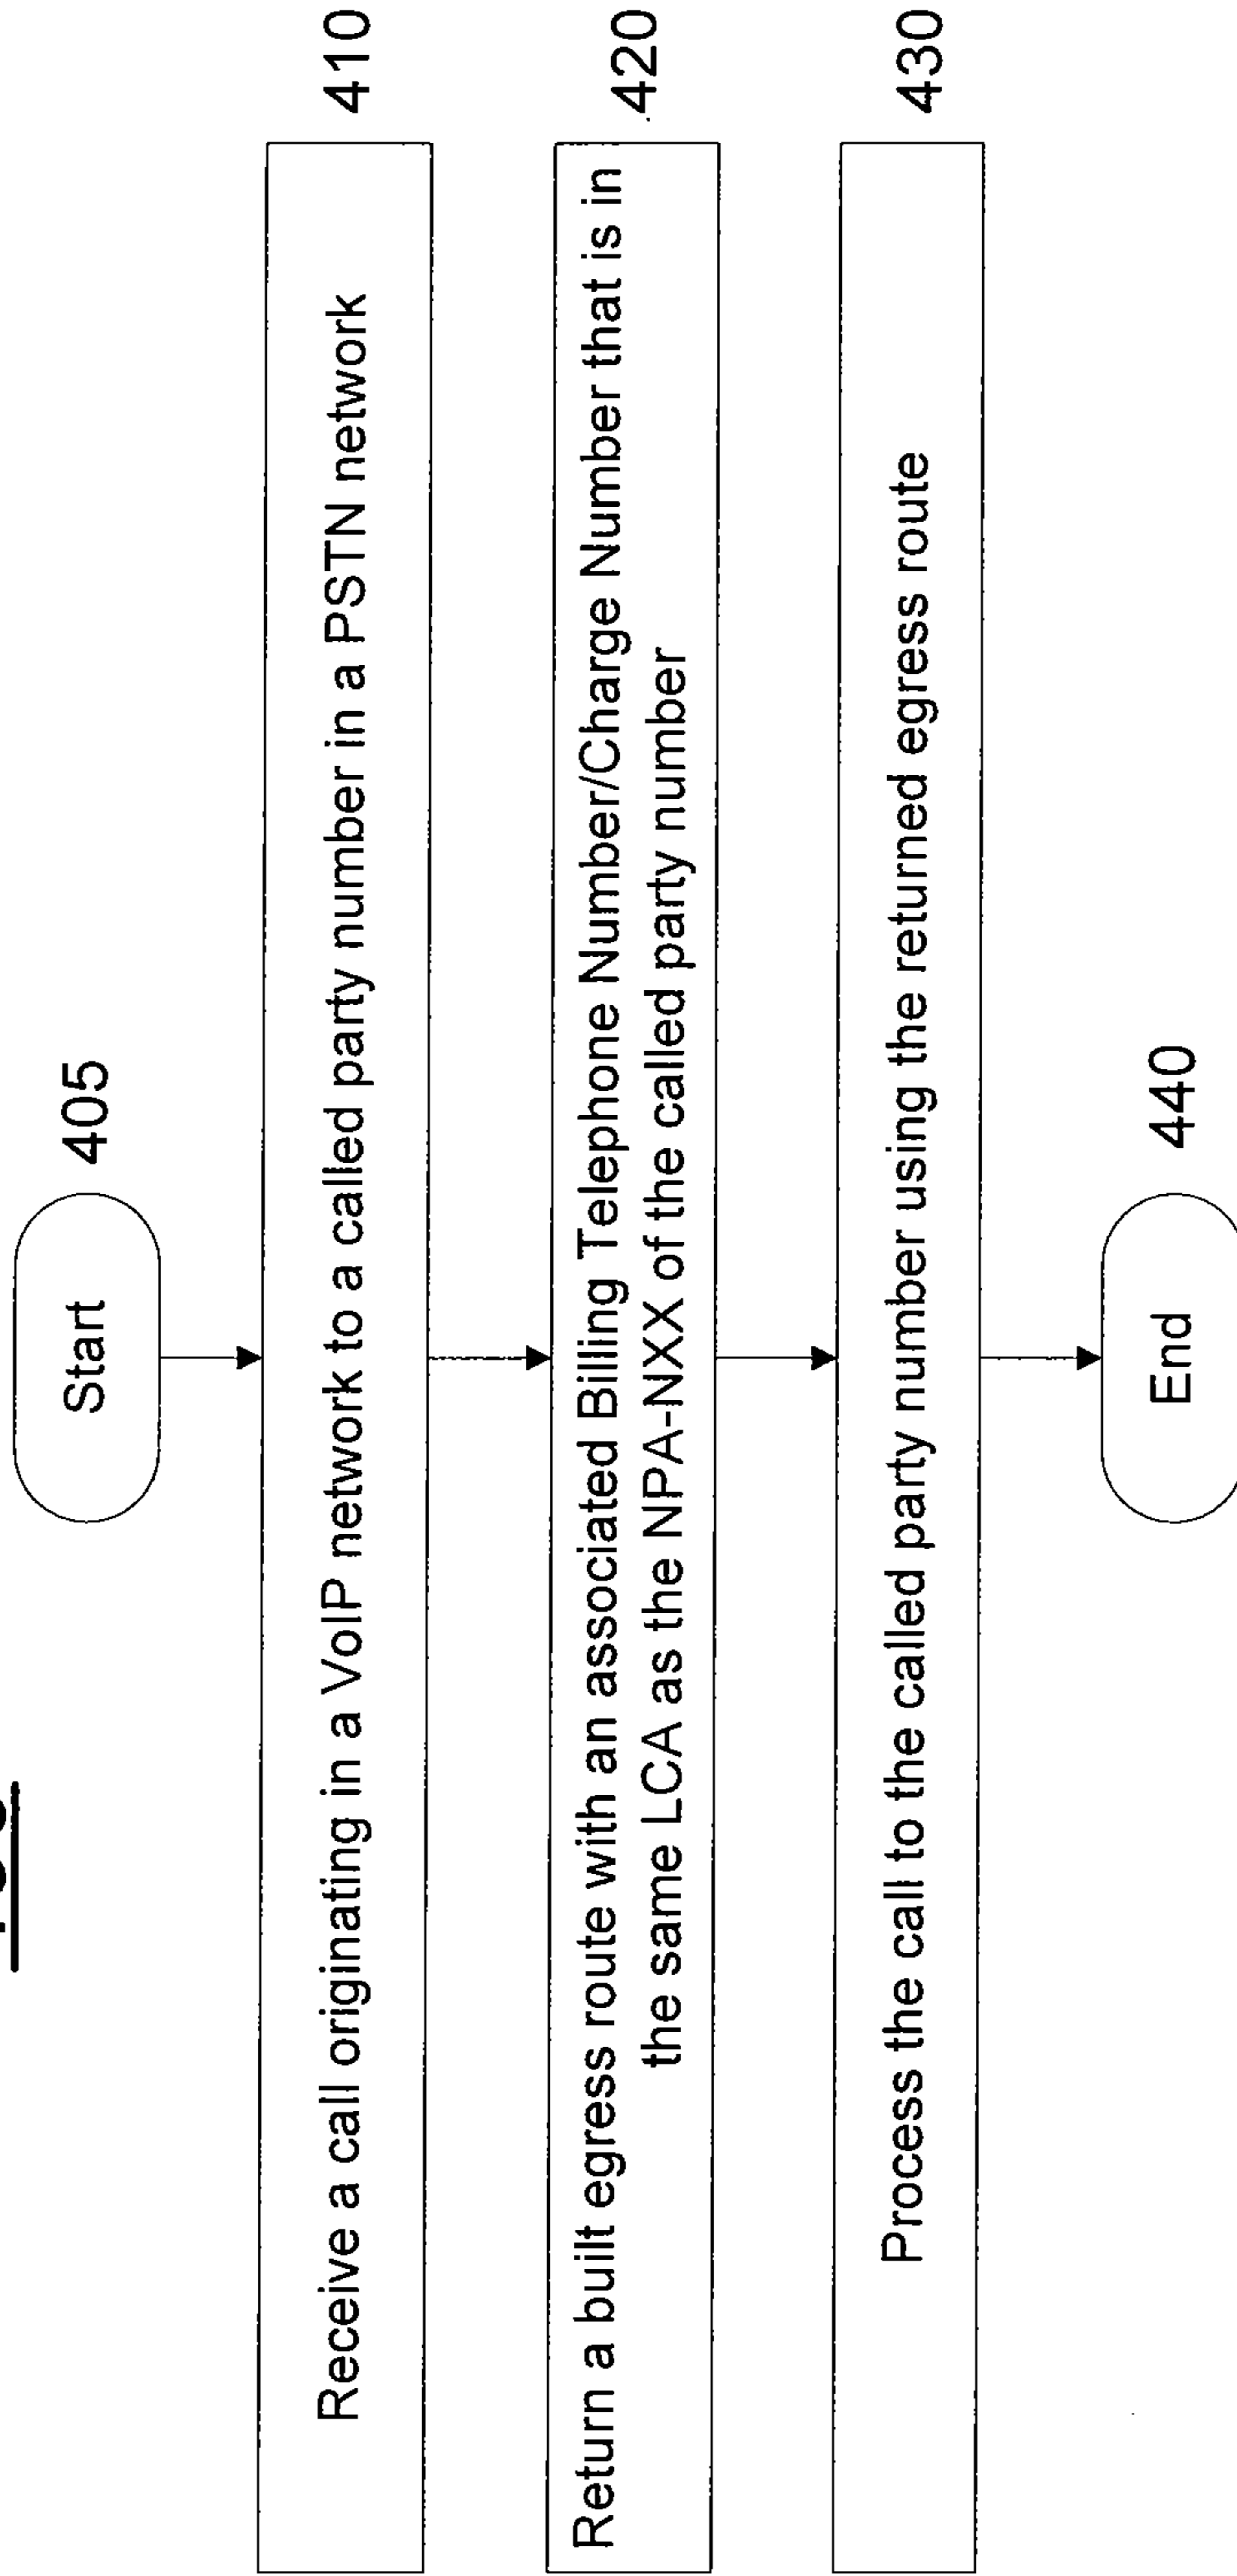 Start 405
Receive a call originating in a VoIP network to a called party number in a PSTN network 410
Return a built egress route with an associated Billing Telephone Number/Charge Number that is in
the same LCA as the NPA-NXX of the called party number 420
Process the call to the called party number using the returned egress route 430
End 440